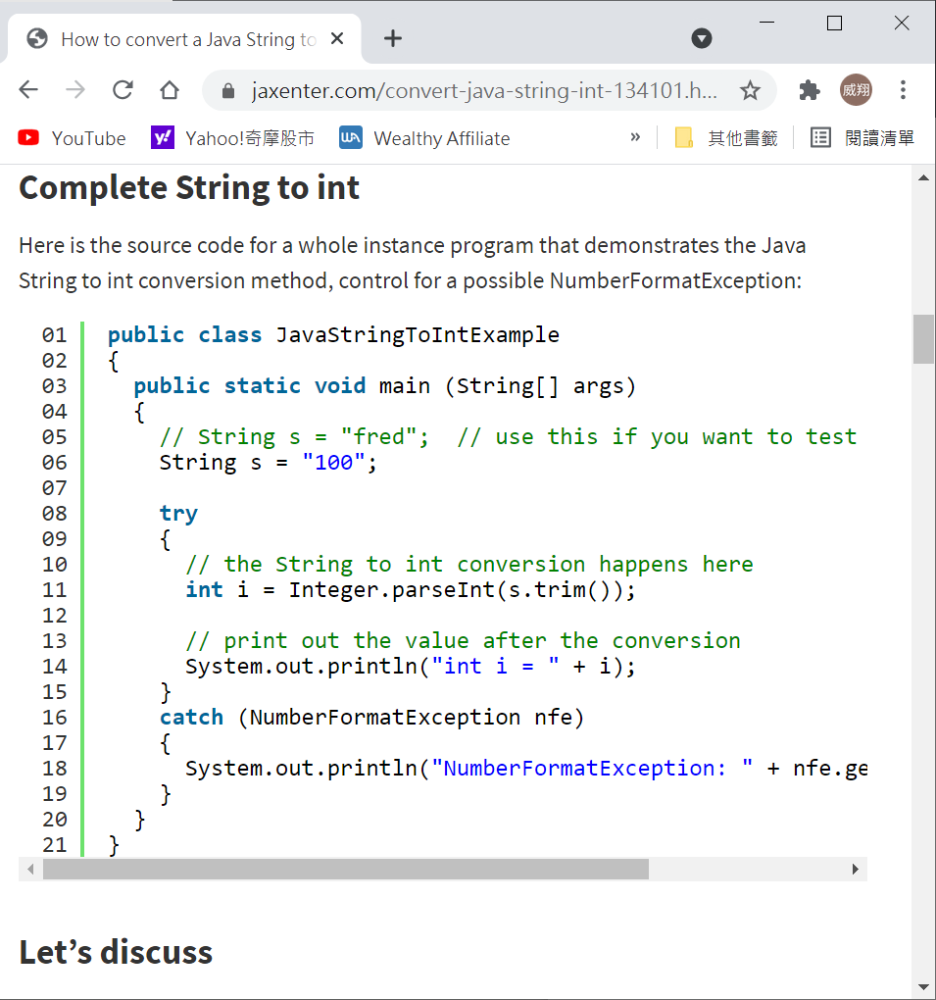 How to convert a Java String to
jaxenter.com/convert-java-string-int-134101.h...
威翔
YouTube
Yahoo!奇摩股市
Wealthy Affiliate
»
其他書籤
閱讀清單
Complete String to int
Here is the source code for a whole instance program that demonstrates the Java
String to int conversion method, control for a possible NumberFormatException:
01 public class JavaStringToIntExample
02 {
03 public static void main (String[] args)
04 {
05 // String s = "fred";  // use this if you want to test
06 String s = "100";
07
08 try
09 {
10 // the String to int conversion happens here
11 int i = Integer.parseInt(s.trim());
12
13 // print out the value after the conversion
14 System.out.println("int i = " + i);
15 }
16 catch (NumberFormatException nfe)
17 {
18 System.out.println("NumberFormatException: " + nfe.ge
19 }
20 }
21 }
Let’s discuss